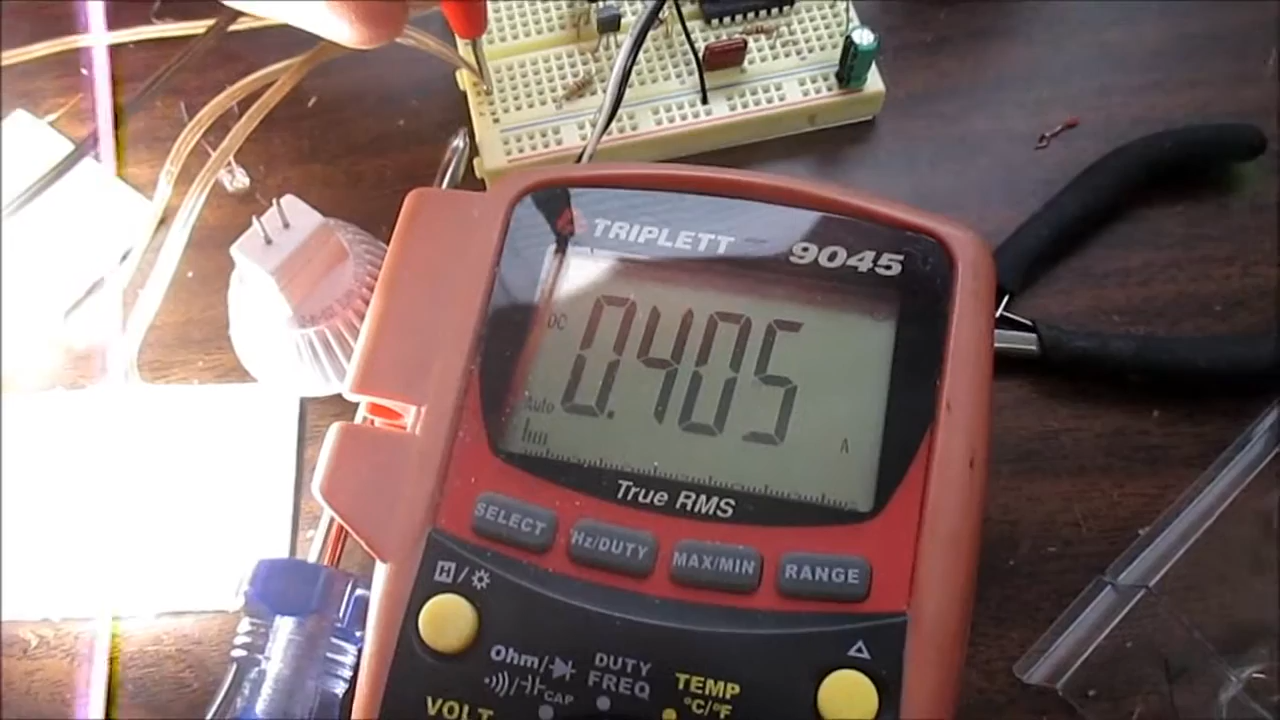 TRIPLETT 9045
DC
0.405
Auto
A
True RMS
SELECT Hz/DUTY MAX/MIN RANGE
H/
Ohm/
CAP
DUTY
FREQ
TEMP
°C/°F
VOLT